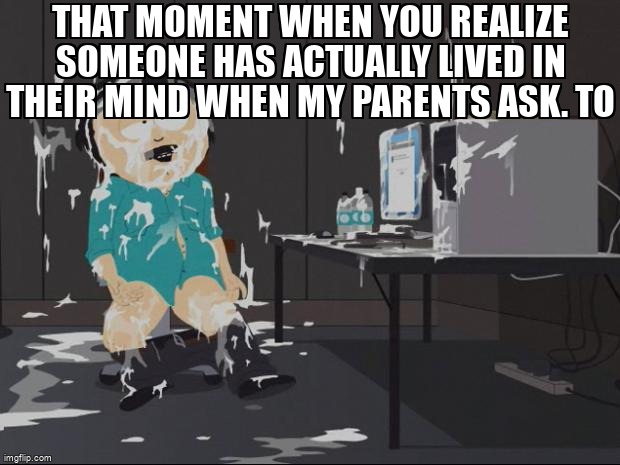 THAT MOMENT WHEN YOU REALIZE
SOMEONE HAS ACTUALLY LIVED IN
THEIR MIND WHEN MY PARENTS ASK. TO
imgflip.com